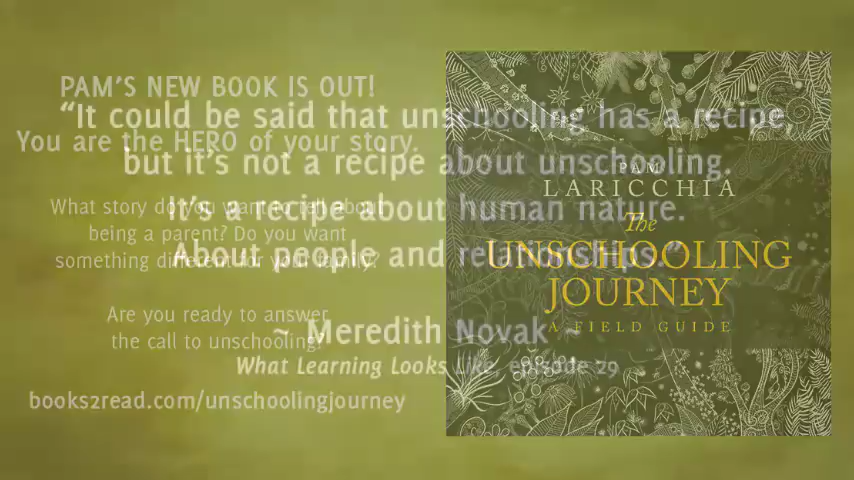 PAM'S NEW BOOK IS OUT!
You are the HERO of your story.
What story do you want to tell about
being a parent? Do you want
something different for your family?
Are you ready to answer
the call to unschooling?
books2read.com/unschoolingjourney
“It could be said that unschooling has a recipe
but it's not a recipe about unschooling.
It's a recipe about human nature.
About people and relationships.”
~ Meredith Novak ~
What Learning Looks Like, episode 29
PAM
LARICCHIA
The
UNSCHOOLING
JOURNEY
A FIELD GUIDE